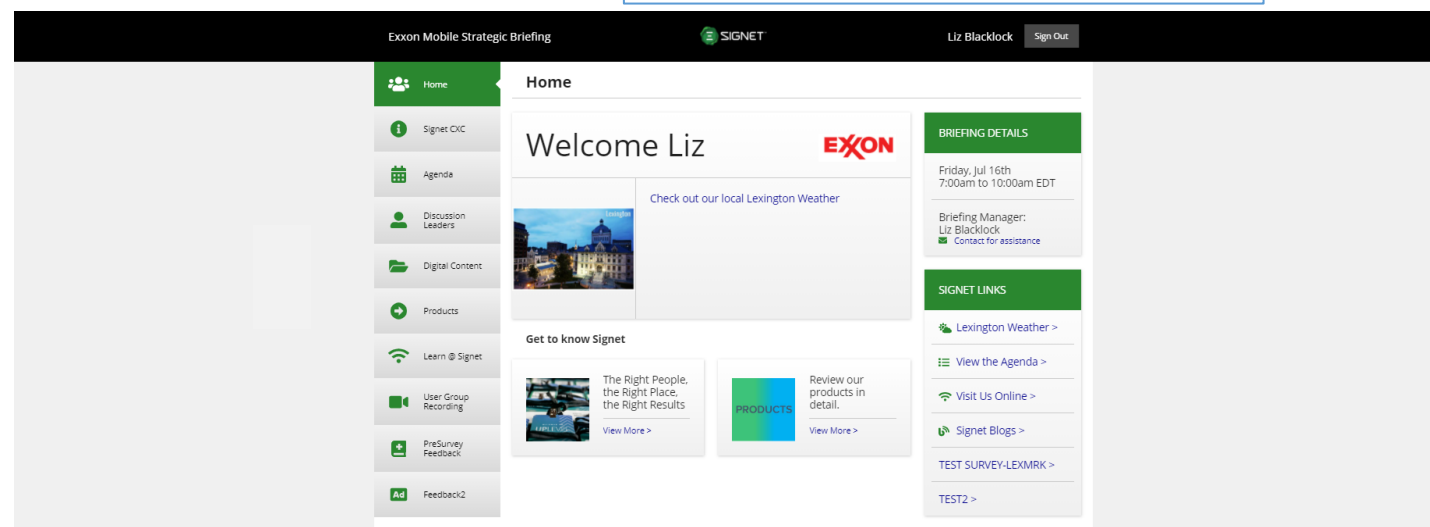 Exxon Mobile Strategic Briefing
SIGNET
Liz Blacklock
Sign Out
Home
Signet CXC
Agenda
Discussion
Leaders
Digital Content
Products
Learn @ Signet
User Group
Recording
PreSurvey
Feedback
Ad
Feedback2
Home
Welcome Liz
EXXON
Lexington
Check out our local Lexington Weather
Get to know Signet
The Right People,
the Right Place,
the Right Results
View More >
PRODUCTS
Review our
products in
detail.
View More >
BRIEFING DETAILS
Friday, Jul 16th
7:00am to 10:00am EDT
Briefing Manager:
Liz Blacklock
Contact for assistance
SIGNET LINKS
Lexington Weather >
View the Agenda >
Visit Us Online >
Signet Blogs >
TEST SURVEY-LEXMRK >
TEST2 >